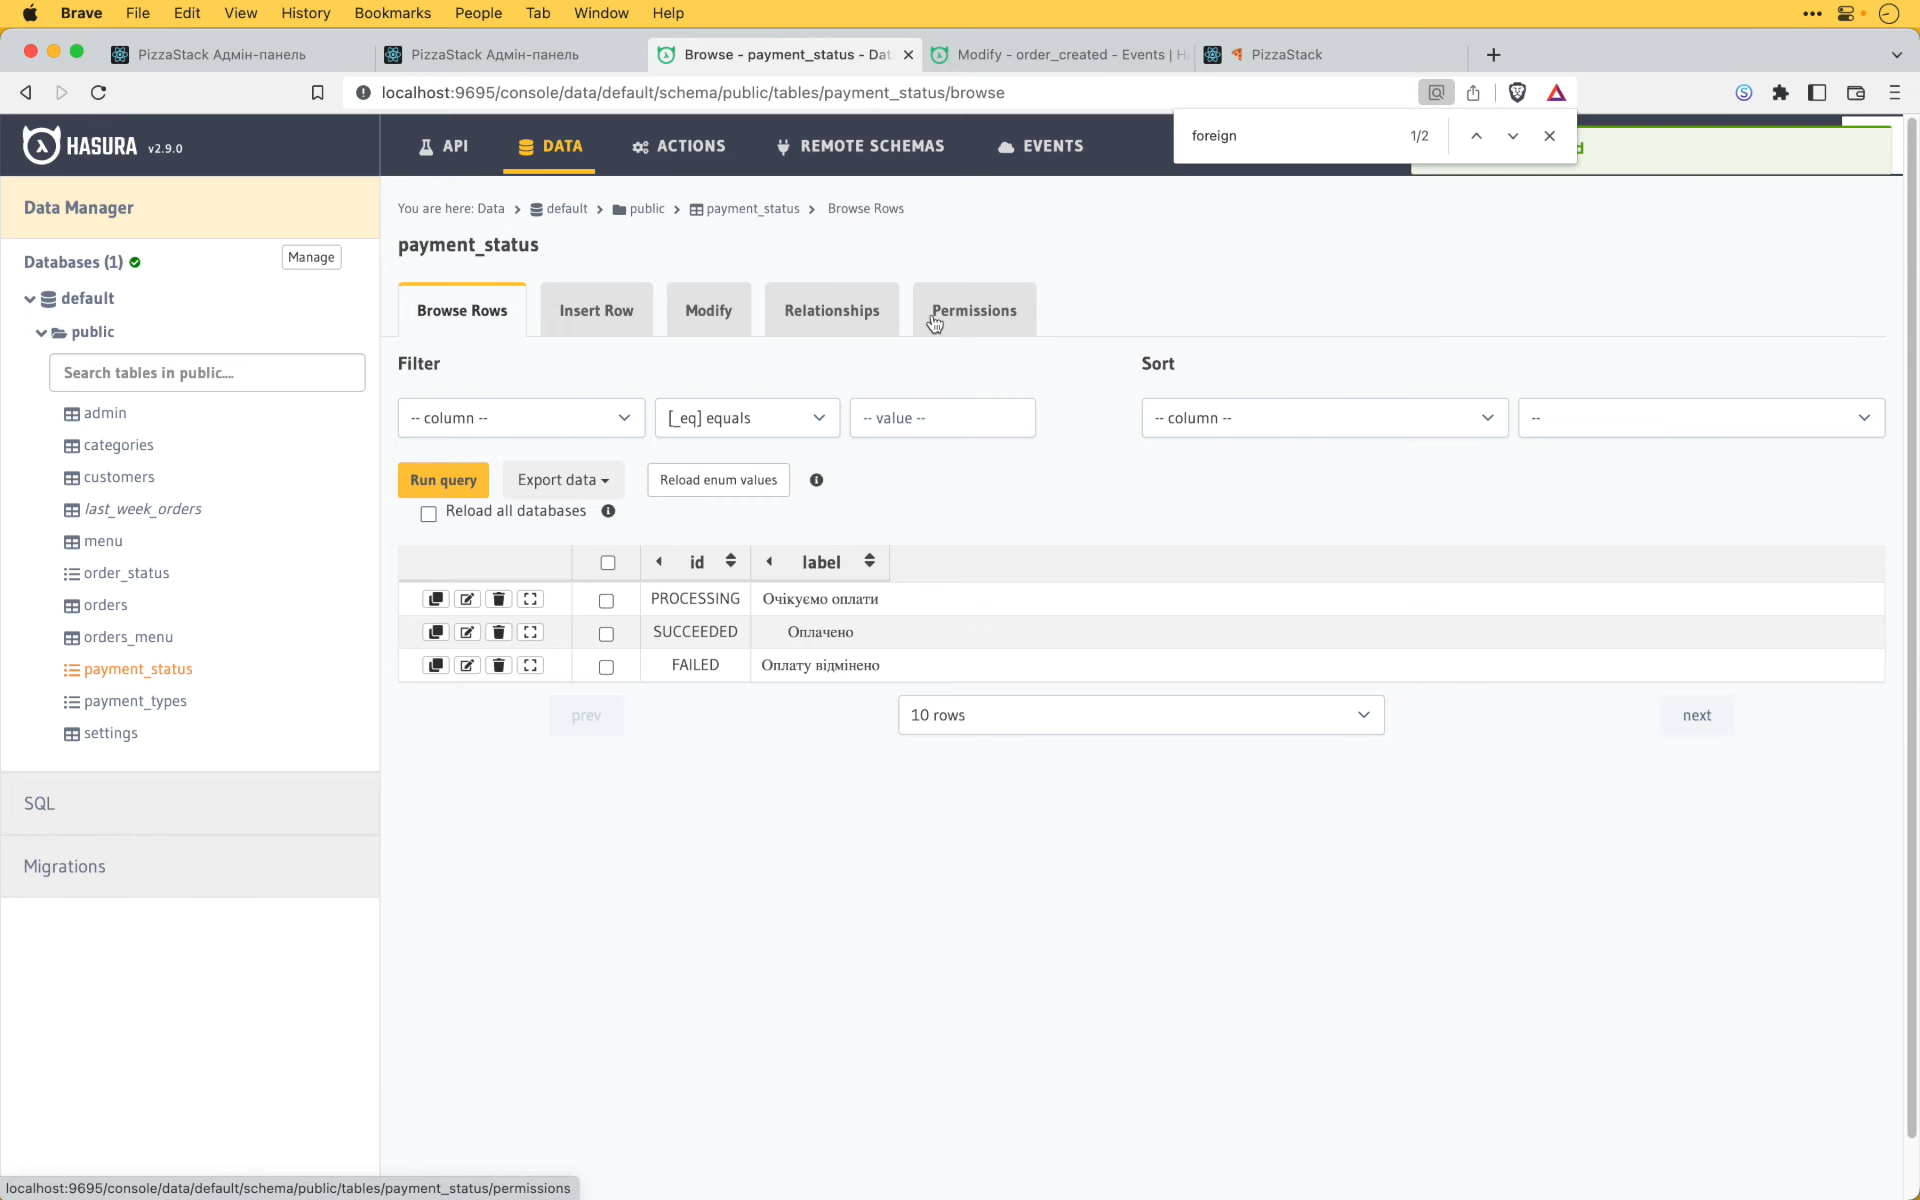 Brave File Edit View History Bookmarks People Tab Window Help
PizzaStack Адмін-панель
PizzaStack Адмін-панель
Browse - payment_status - Dat
Modify - order_created - Events | H
PizzaStack
localhost:9695/console/data/default/schema/public/tables/payment_status/browse
foreign 1/2
HASURA v2.9.0
API
DATA
ACTIONS
REMOTE SCHEMAS
EVENTS
d
Data Manager
Databases (1)
Manage
default
public
Search tables in public....
admin
categories
customers
last_week_orders
menu
order_status
orders
orders_menu
payment_status
payment_types
settings
SQL
Migrations
You are here: Data > default > public > payment_status > Browse Rows
payment_status
Browse Rows
Insert Row
Modify
Relationships
Permissions
Filter
Sort
-- column --
[_eq] equals
-- value --
-- column --
--
Run query
Export data
Reload enum values
Reload all databases
id label
PROCESSING Очікуємо оплати
SUCCEEDED Оплачено
FAILED Оплату відмінено
prev
10 rows
next
localhost:9695/console/data/default/schema/public/tables/payment_status/permissions